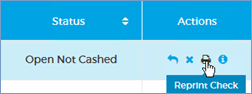 Status Actions
Open Not Cashed
Reprint Check